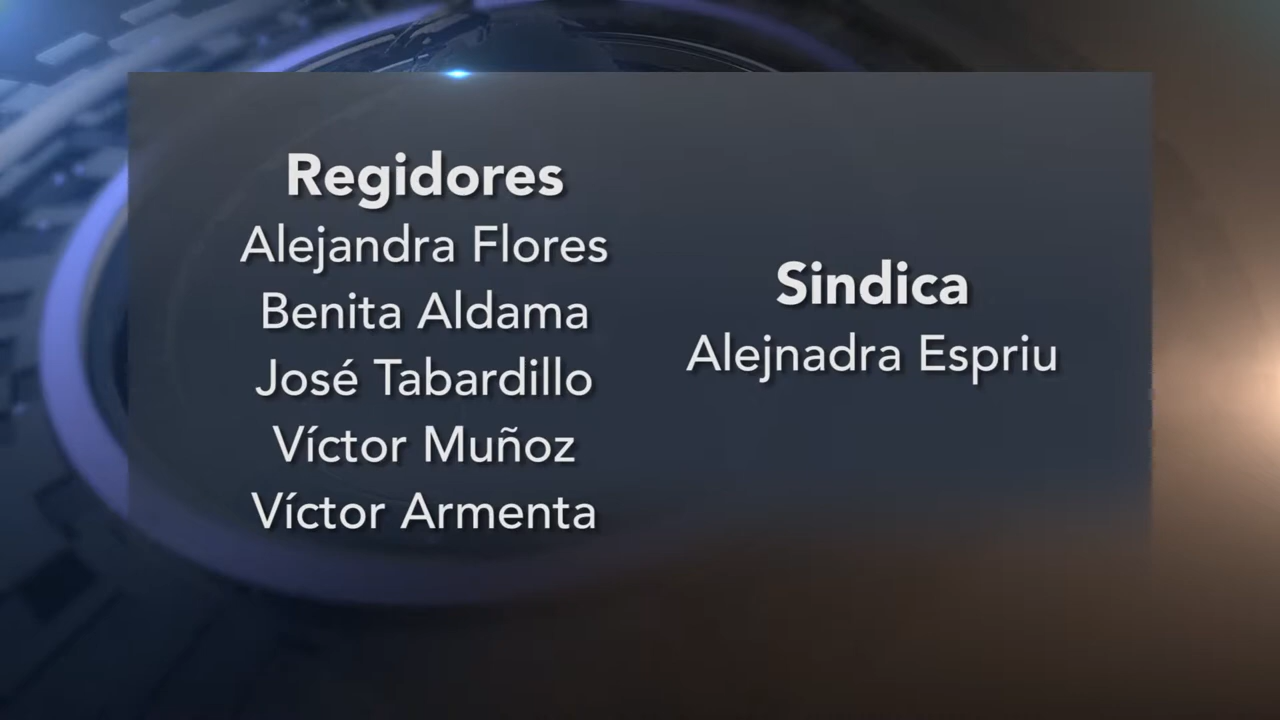 Regidores
Alejandra Flores
Benita Aldama
José Tabardillo
Víctor Muñoz
Víctor Armenta
Sindica
Alejnadra Espriu